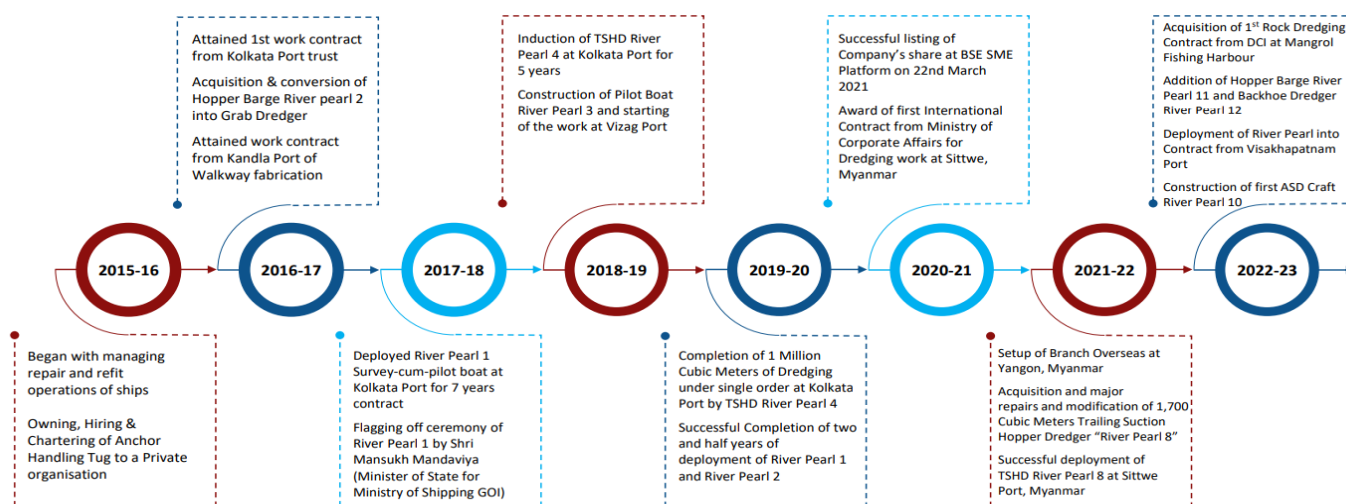 Attained 1st work contract
from Kolkata Port trust
Acquisition & conversion of
Hopper Barge River pearl 2
into Grab Dredger
Attained work contract
from Kandla Port of
Walkway fabrication
Induction of TSHD River
Pearl 4 at Kolkata Port for
5 years
Construction of Pilot Boat
River Pearl 3 and starting
of the work at Vizag Port
Successful listing of
Company's share at BSE SME
Platform on 22nd March
2021
Award of first International
Contract from Ministry of
Corporate Affairs for
Dredging work at Sittwe,
Myanmar
Acquisition of 1st Rock Dredging
Contract from DCI at Mangrol
Fishing Harbour
Addition of Hopper Barge River
Pearl 11 and Backhoe Dredger
River Pearl 12
Deployment of River Pearl into
Contract from Visakhapatnam
Port
Construction of first ASD Craft
River Pearl 10
2015-16
2016-17
2017-18
2018-19
2019-20
2020-21
2021-22
2022-23
Began with managing
repair and refit
operations of ships
Owning, Hiring &
Chartering of Anchor
Handling Tug to a Private
organisation
Deployed River Pearl 1
Survey-cum-pilot boat at
Kolkata Port for 7 years
contract
Flagging off ceremony of
River Pearl 1 by Shri
Mansukh Mandaviya
(Minister of State for
Ministry of Shipping GOI)
Completion of 1 Million
Cubic Meters of Dredging
under single order at Kolkata
Port by TSHD River Pearl 4
Successful Completion of two
and half years of
deployment of River Pearl 1
and River Pearl 2
Setup of Branch Overseas at
Yangon, Myanmar
Acquisition and major
repairs and modification of 1,700
Cubic Meters Trailing Suction
Hopper Dredger "River Pearl 8"
Successful deployment of
TSHD River Pearl 8 at Sittwe
Port, Myanmar